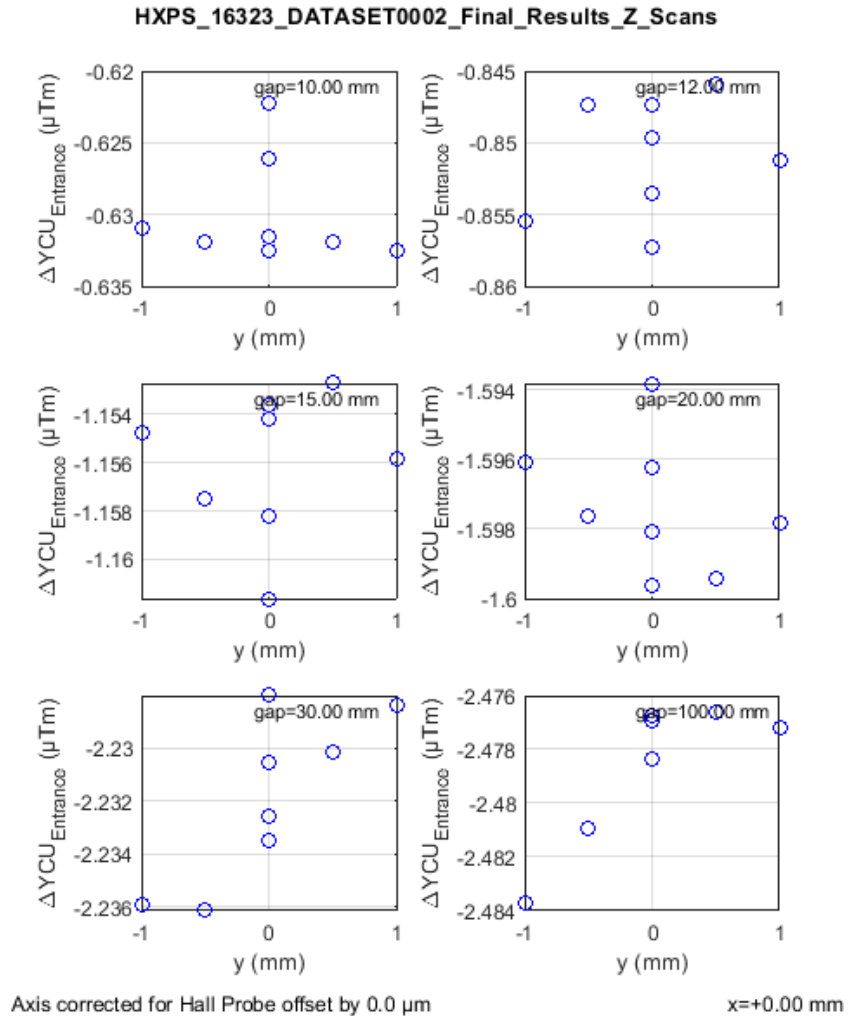 HXPS_16323_DATASET0002_Final_Results_Z_Scans
-0.62
-0.625
-0.63
-0.635
ΔYCU_Entrance (µTm)
gap=10.00 mm
-1 0 1
y (mm)
-0.845
-0.85
-0.855
-0.86
ΔYCU_Entrance (µTm)
gap=12.00 mm
-1 0 1
y (mm)
-1.154
-1.156
-1.158
-1.16
ΔYCU_Entrance (µTm)
gap=15.00 mm
-1 0 1
y (mm)
-1.594
-1.596
-1.598
-1.6
ΔYCU_Entrance (µTm)
gap=20.00 mm
-1 0 1
y (mm)
-2.23
-2.232
-2.234
-2.236
ΔYCU_Entrance (µTm)
gap=30.00 mm
-1 0 1
y (mm)
-2.476
-2.478
-2.48
-2.482
-2.484
ΔYCU_Entrance (µTm)
gap=100.00 mm
-1 0 1
y (mm)
Axis corrected for Hall Probe offset by 0.0 µm
x=+0.00 mm